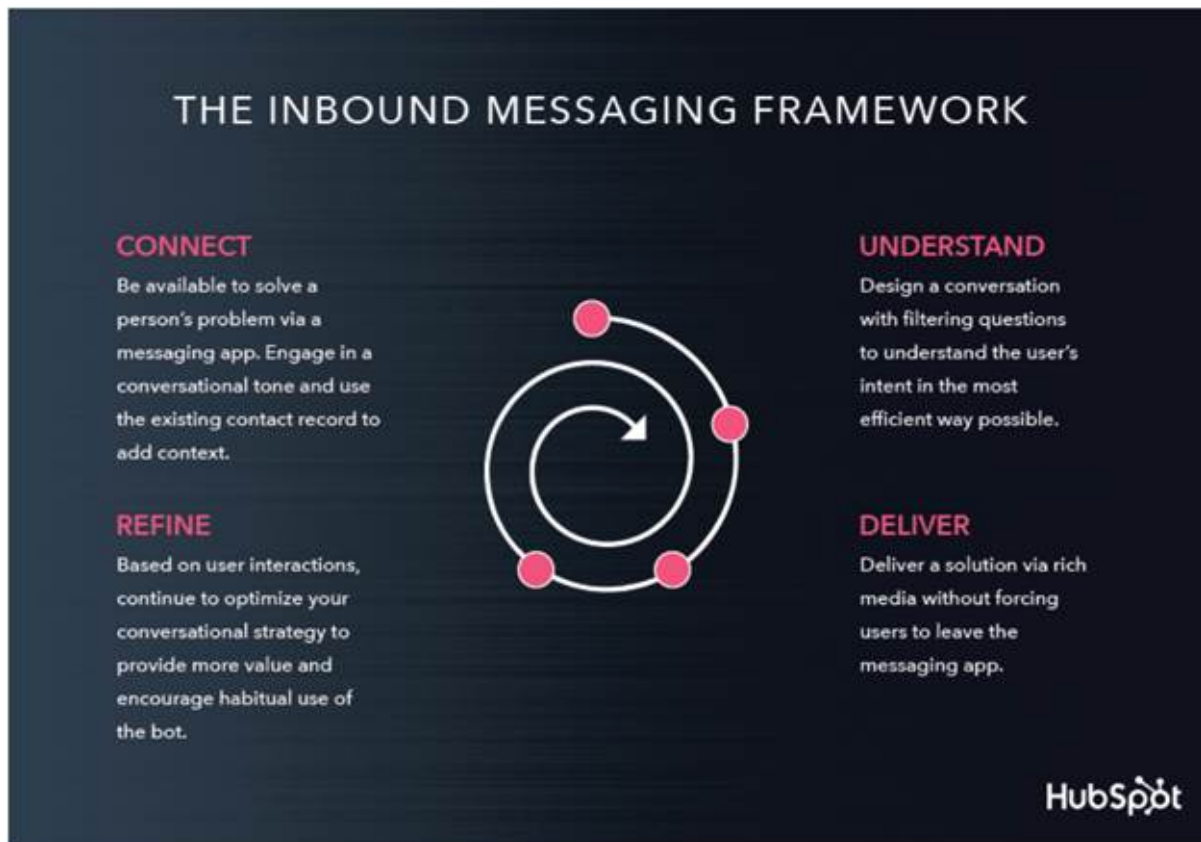 THE INBOUND MESSAGING FRAMEWORK
CONNECT
Be available to solve a
person's problem via a
messaging app. Engage in a
conversational tone and use
the existing contact record to
add context.
UNDERSTAND
Design a conversation
with filtering questions
to understand the user's
intent in the most
efficient way possible.
REFINE
Based on user interactions,
continue to optimize your
conversational strategy to
provide more value and
encourage habitual use of
the bot.
DELIVER
Deliver a solution via rich
media without forcing
users to leave the
messaging app.
HubSpot